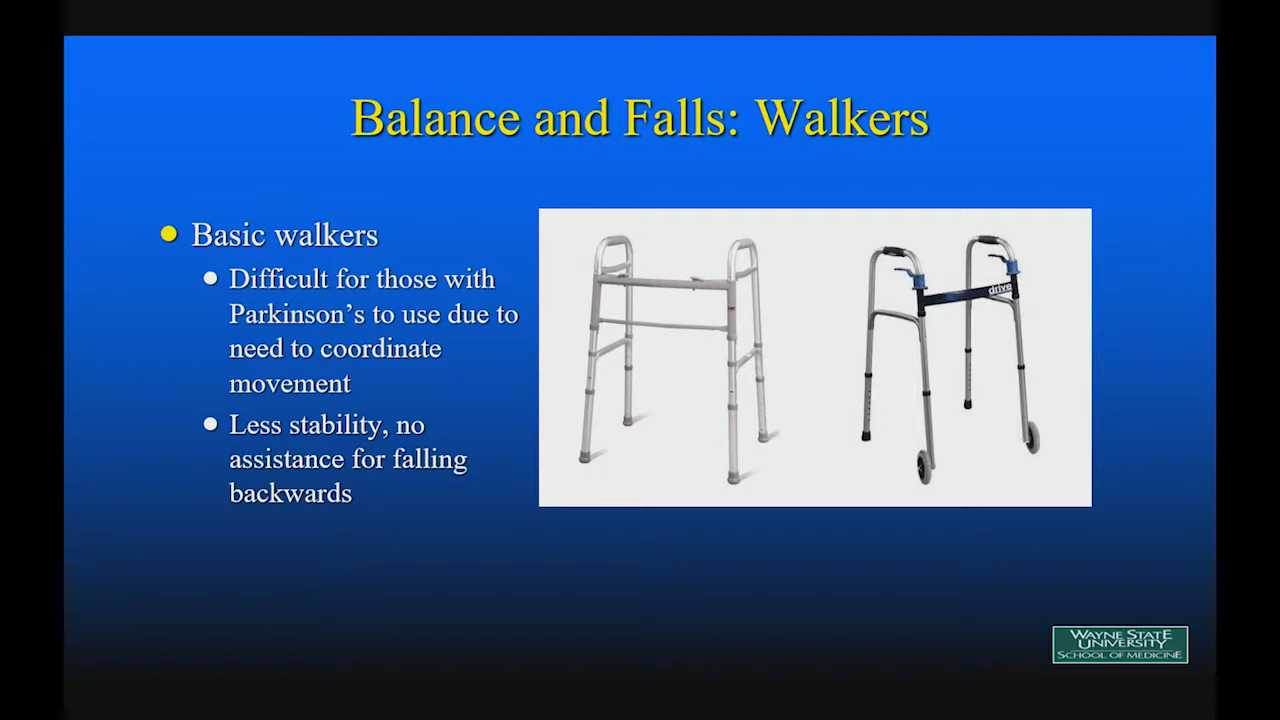 Balance and Falls: Walkers
Basic walkers
Difficult for those with
Parkinson’s to use due to
need to coordinate
movement
Less stability, no
assistance for falling
backwards
drive
WAYNE STATE
UNIVERSITY
SCHOOL OF MEDICINE